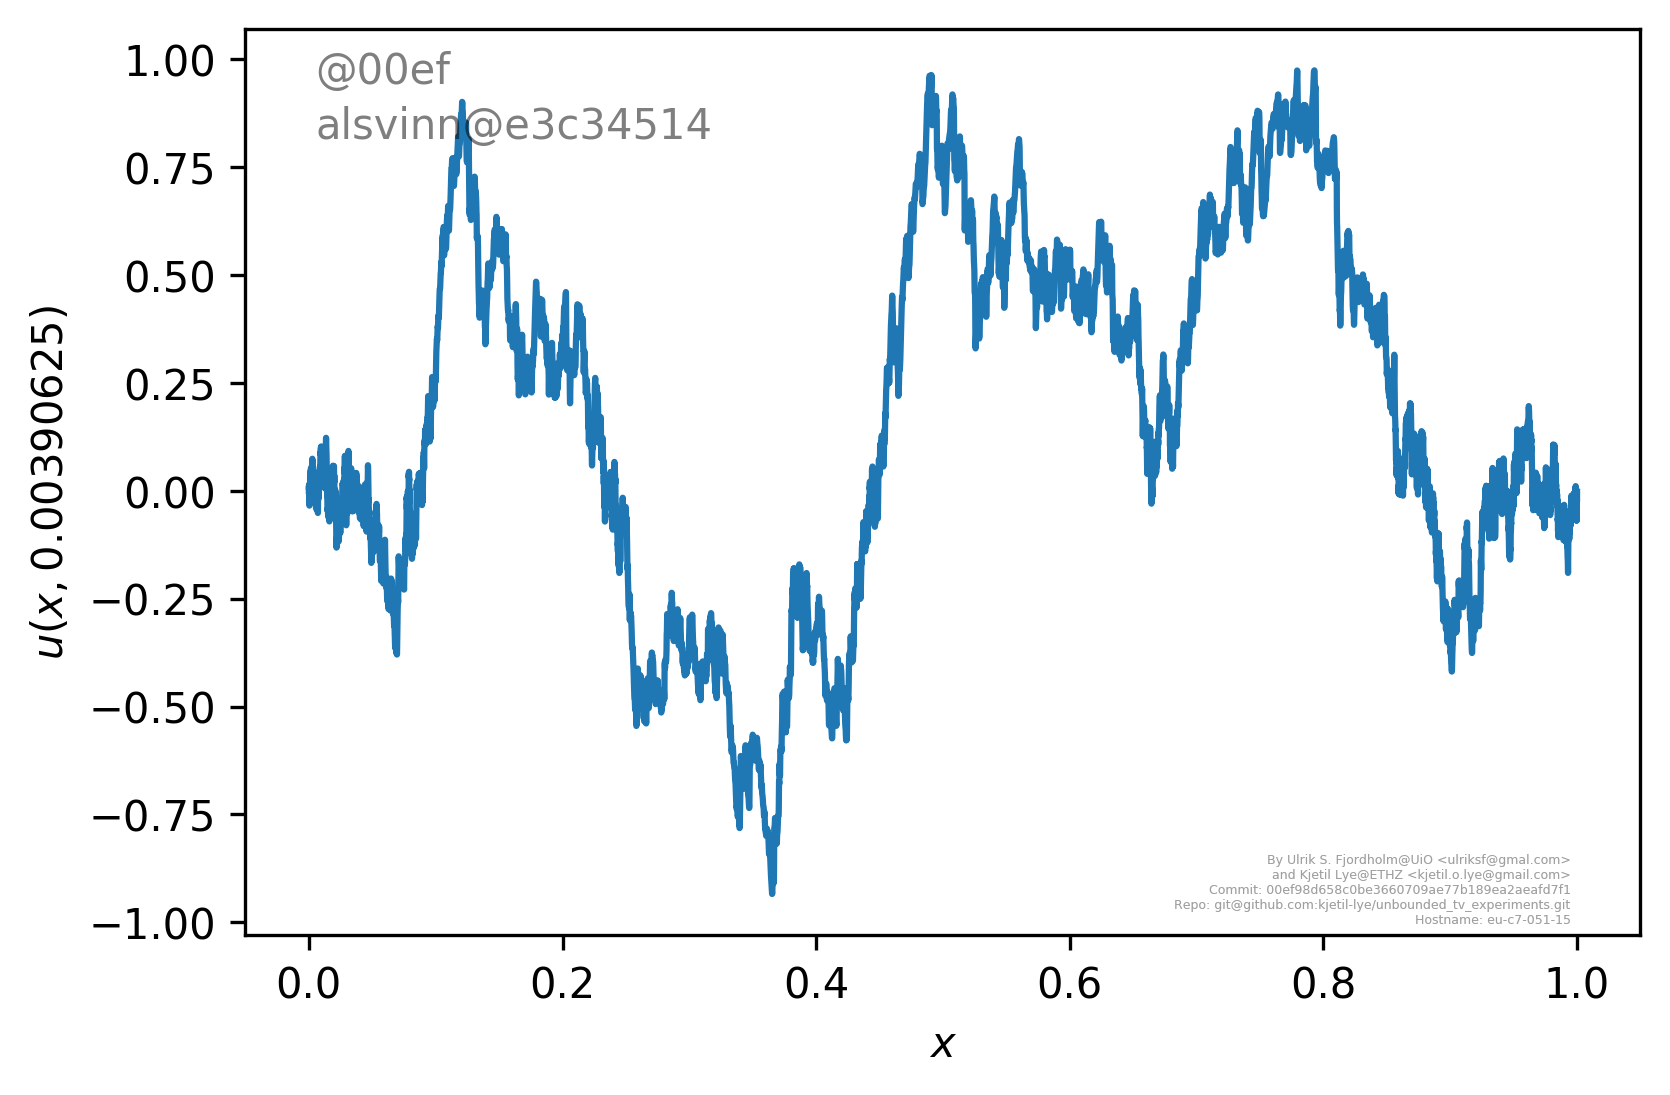 @00ef
alsvinn@e3c34514
1.00
0.75
0.50
0.25
0.00
−0.25
−0.50
−0.75
−1.00
u(x, 0.00390625)
By Ulrik S. Fjordholm@UiO <ulriksf@gmal.com>
and Kjetil Lye@ETHZ <kjetil.o.lye@gmail.com>
Commit: 00ef98d658c0be3660709ae77b189ea2aeafd7f1
Repo: git@github.com:kjetil-lye/unbounded_tv_experiments.git
Hostname: eu-c7-051-15
0.0 0.2 0.4 0.6 0.8 1.0
x